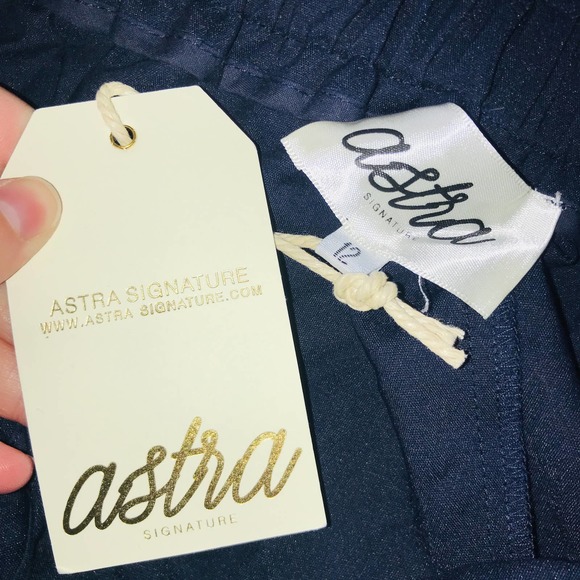 ASTRA SIGNATURE
WWW.ASTRA SIGNATURE.COM
astra
SIGNATURE
astra
SIGNATURE
12